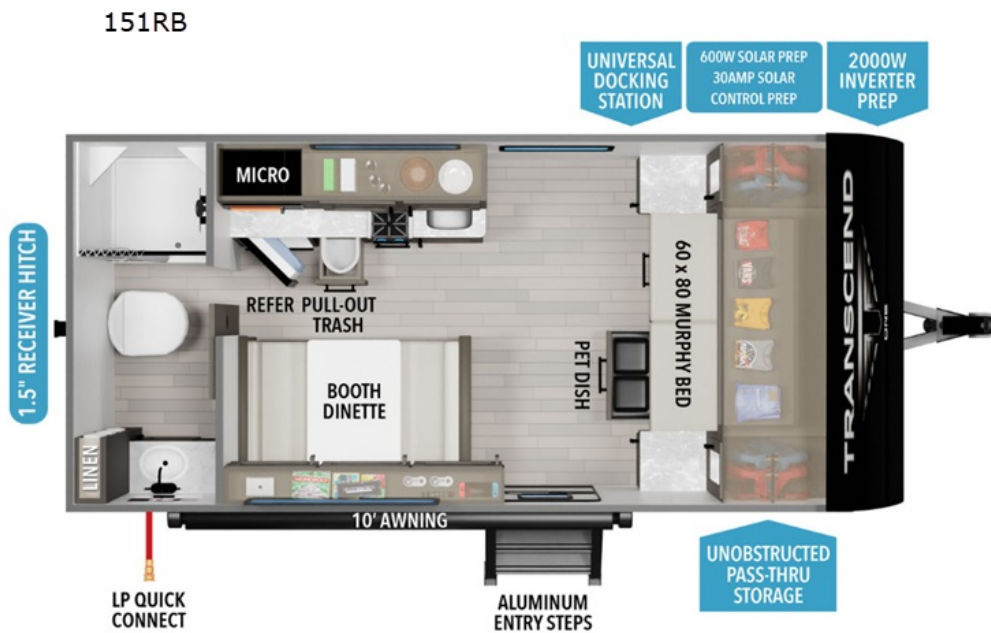 151RB
UNIVERSAL
DOCKING
STATION
600W SOLAR PREP
30AMP SOLAR
CONTROL PREP
2000W
INVERTER
PREP
MICRO
1.5" RECEIVER HITCH
REFER
PULL-OUT
TRASH
60 x 80 MURPHY BED
PET DISH
BOOTH
DINETTE
LINEN
TRANSCEND
ONE
VANS
10' AWNING
LP QUICK
CONNECT
ALUMINUM
ENTRY STEPS
UNOBSTRUCTED
PASS-THRU
STORAGE